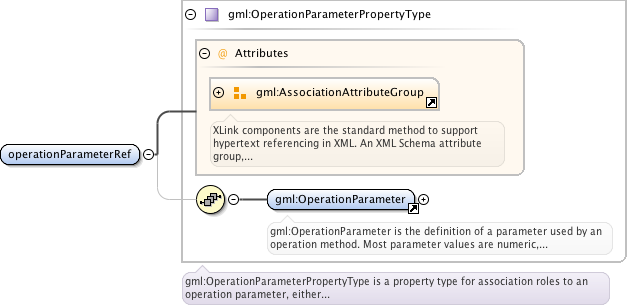 gml:OperationParameterPropertyType
@ Attributes
gml:AssociationAttributeGroup
XLink components are the standard method to support
hypertext referencing in XML. An XML Schema attribute
group,...
operationParameterRef
gml:OperationParameter
gml:OperationParameter is the definition of a parameter used by an
operation method. Most parameter values are numeric,...
gml:OperationParameterPropertyType is a property type for association roles to an
operation parameter, either...